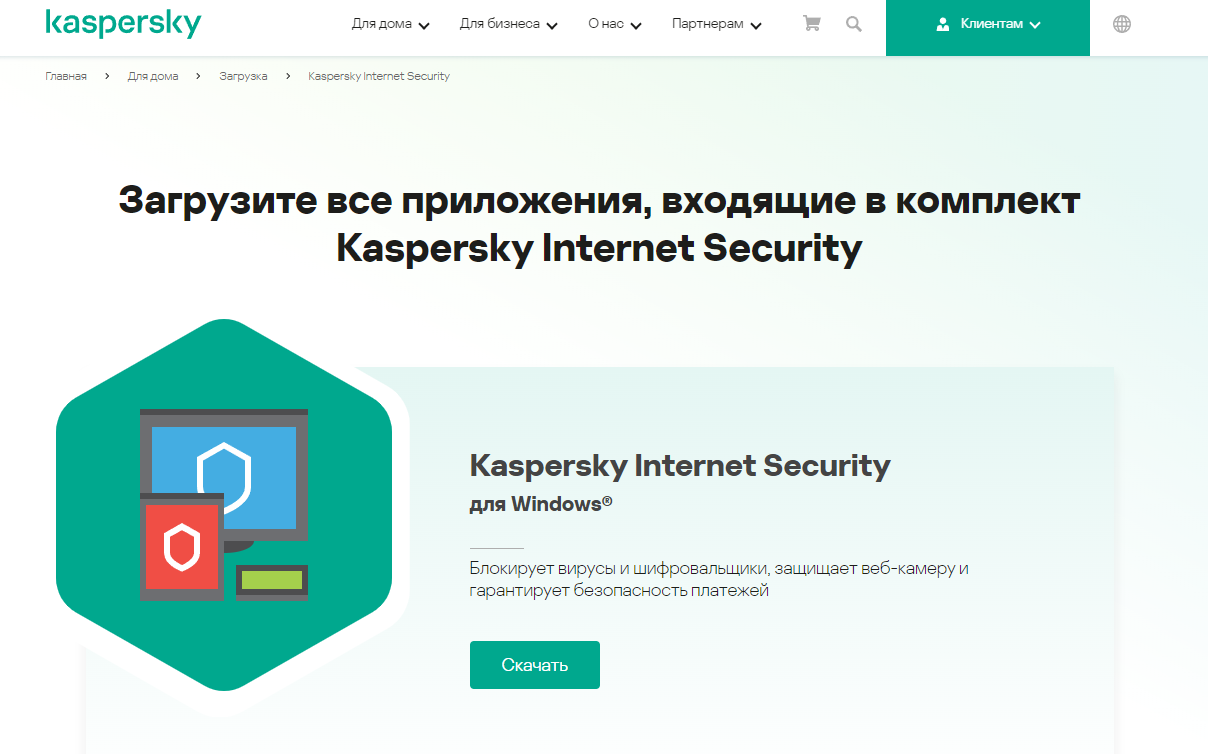 kaspersky
Для дома
Для бизнеса
О нас
Партнерам
Клиентам
Главная > Для дома > Загрузка > Kaspersky Internet Security
Загрузите все приложения, входящие в комплект
Kaspersky Internet Security
Kaspersky Internet Security
для Windows®
Блокирует вирусы и шифровальщики, защищает веб-камеру и
гарантирует безопасность платежей
Скачать